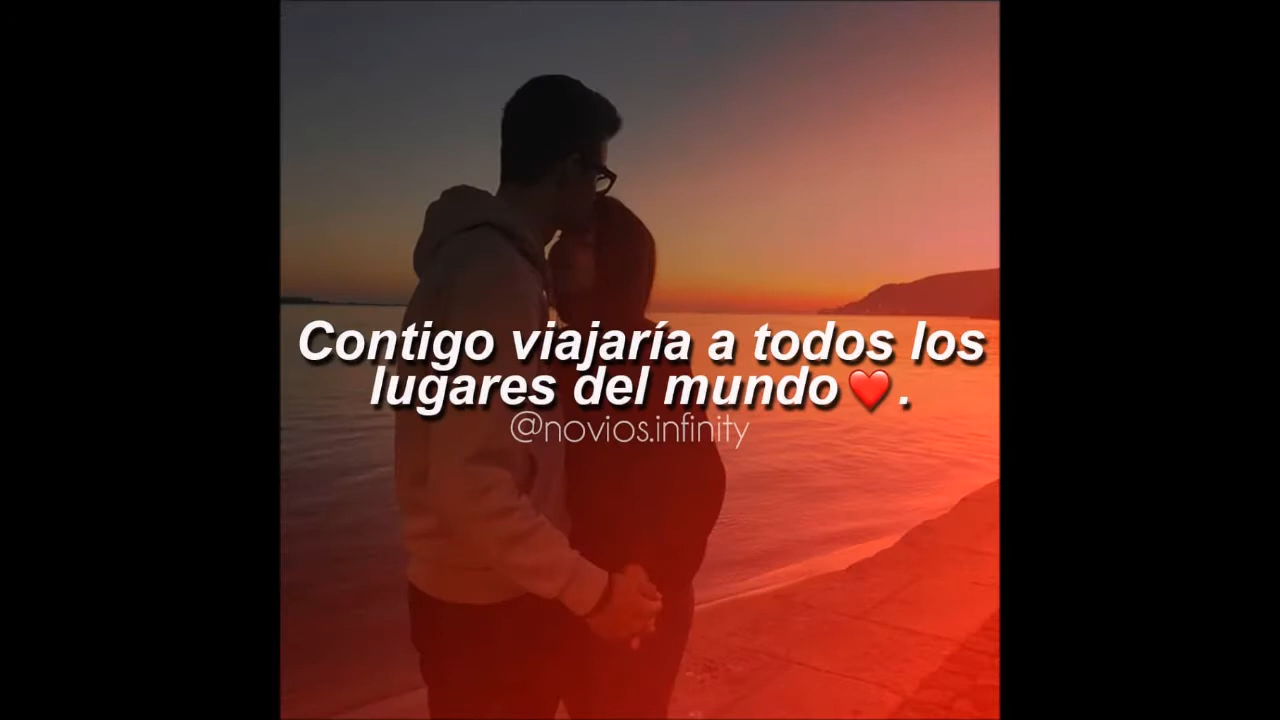 Contigo viajaría a todos los
lugares del mundo❤️.
@novios.infinity